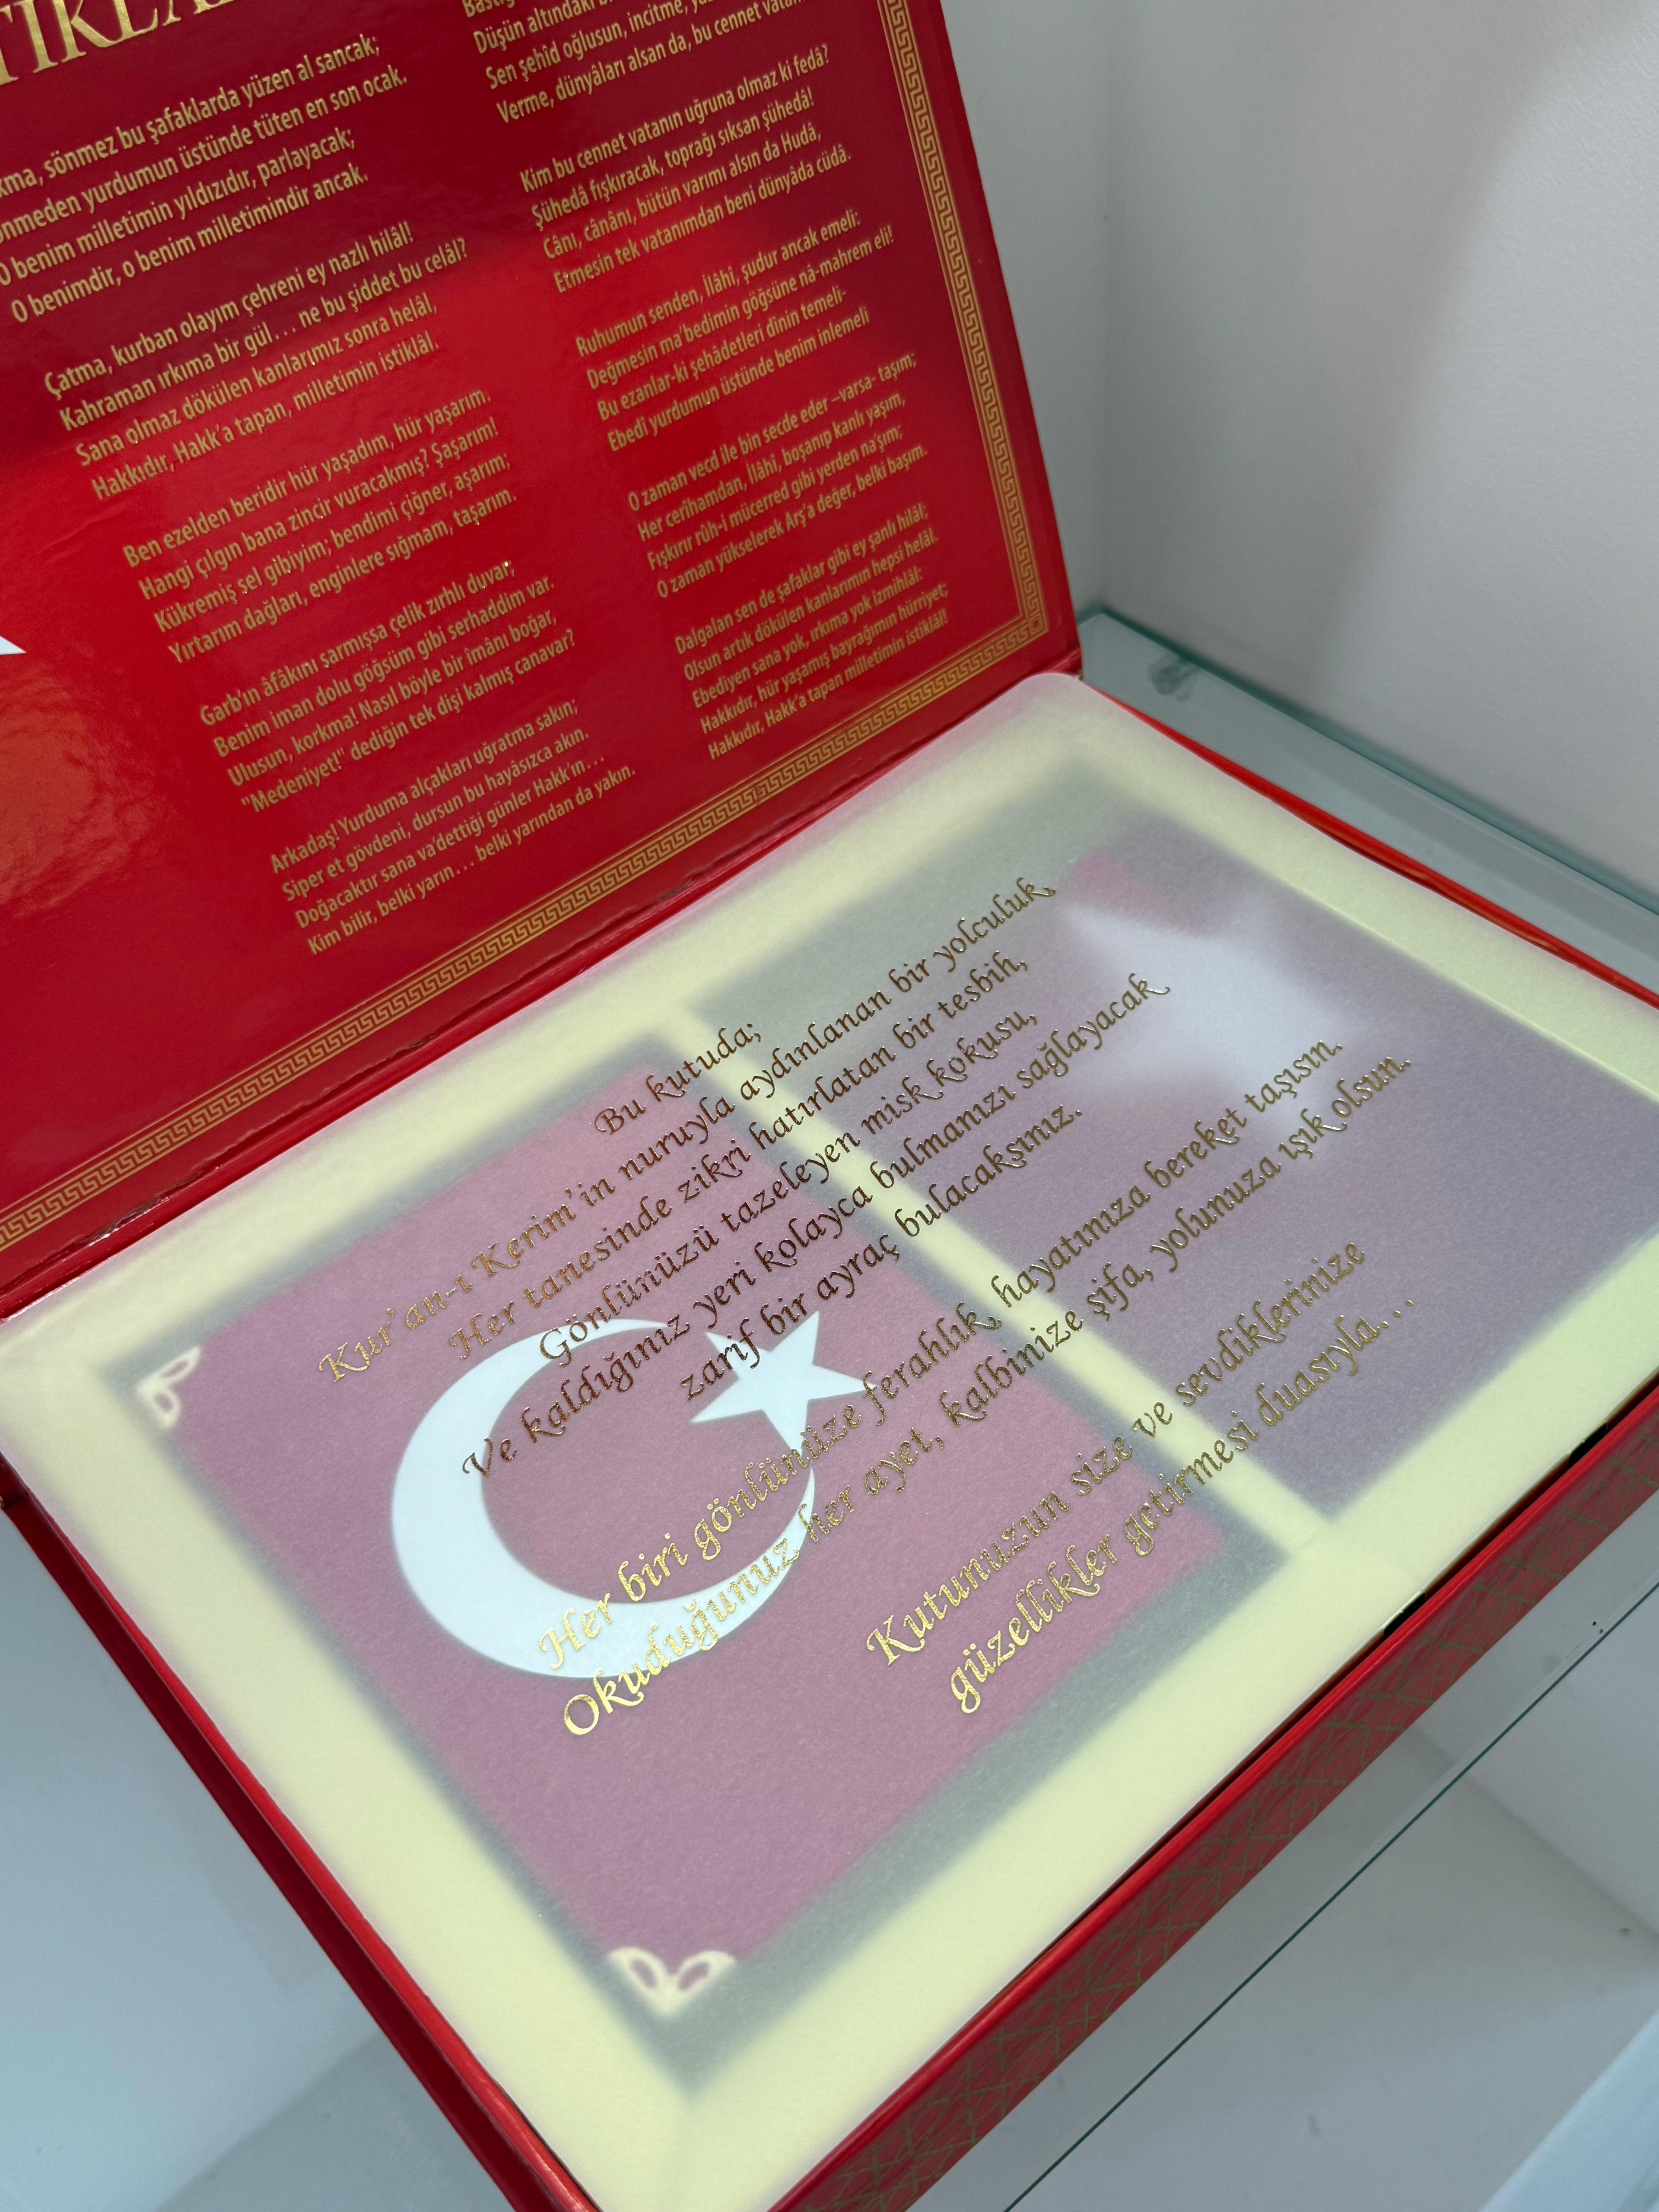 kma, sönmez bu şafaklarda yüzen al sancak;
onmeden yurdumun üstünde tüten en son ocak.
O benim milletimin yıldızıdır, parlayacak;
O benimdir, o benim milletimindir ancak.
Çatma, kurban olayım çehreni ey nazlı hilâl!
Kahraman ırkıma bir gül... ne bu şiddet bu celâl?
Sana olmaz dökülen kanlarımız sonra helâl,
Hakkıdır, Hakk'a tapan, milletimin istiklâl.
Ben ezelden beridir hür yaşadım, hür yaşarım.
Hangi çılgın bana zincir vuracakmış? Şaşarım!
Kükremiş sel gibiyim; bendimi çiğner, aşarım;
Yırtarım dağları, enginlere sığmam, taşarım.
Garb'ın âfâkını sarmışsa çelik zırhlı duvar;
Benim iman dolu göğsüm gibi serhaddim var.
Ulusun, korkma! Nasıl böyle bir îmânı boğar,
"Medeniyet!" dediğin tek dişi kalmış canavar?
Arkadaş! Yurduma alçakları uğratma sakın;
Siper et gövdeni, dursun bu hayâsızca akın.
Doğacaktır sana va'dettiği günler Hakk'ın...
Kim bilir, belki yarın... belki yarından da yakın.
Düşün altındaki
Sen şehîd oğlusun, incitme,
Verme, dünyâları alsan da, bu cennet
Kim bu cennet vatanın uğruna olmaz ki fedâ?
Şühedâ fışkıracak, toprağı sıksan şühedâ!
Cânı, cânânı, bütün varımı alsın da Hudâ,
Etmesin tek vatanımdan beni dünyâda cüdâ.
Ruhumun senden, İlâhî, şudur ancak emeli:
Değmesin ma'bedimin göğsüne nâ-mahrem eli!
Bu ezanlar-ki şehâdetleri dinin temeli-
Ebedî yurdumun üstünde benim inlemeli
O zaman vecd ile bin secde eder –varsa- taşım;
Her cerîhamdan, İlâhî, boşanıp kanlı yaşım,
Fışkırır rûh-i mücerred gibi yerden na'şım;
O zaman yükselerek Arş'a değer, belki başım.
Dalgalan sen de şafaklar gibi ey şanlı hilâl;
Olsun artık dökülen kanlarımın hepsi helâl.
Ebediyen sana yok, ırkıma yok izmihlâl:
Hakkıdır, hür yaşamış bayrağımın hürriyet;
Hakkıdır, Hakk'a tapan milletimin istiklâl!
Bu kutuda;
Kur'an-ı Kerim'in nuruyla aydınlanan bir yolculuk,
Her tanesinde zikri hatırlatan bir tesbih,
Gönlünüzü tazeleyen misk kokusu,
Ve kaldığınız yeri kolayca bulmanızı sağlayacak
zarif bir ayraç bulacaksınız.
Her biri gönlünüze ferahlık, hayatınıza bereket taşısın.
Okuduğunuz her ayet, kalbinize şifa, yolunuza ışık olsun.
Kutunuzun size ve sevdiklerinize
güzellikler getirmesi duasıyla...